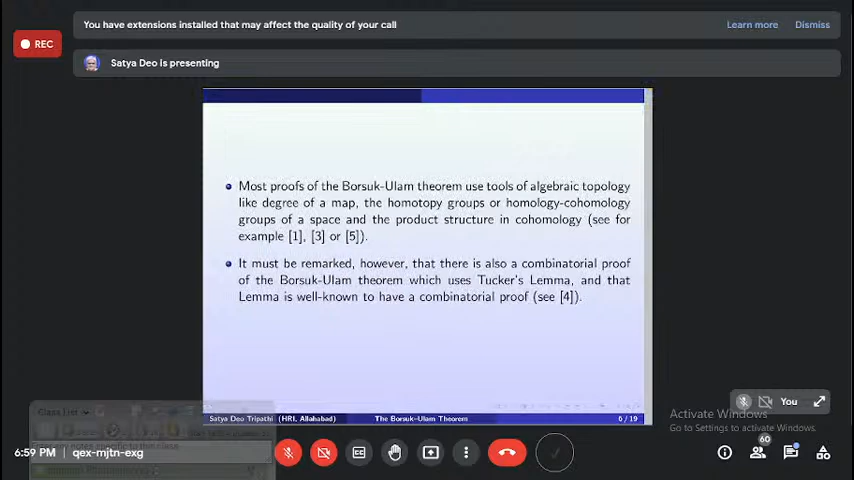 You have extensions installed that may affect the quality of your call
Learn more
Dismiss
REC
Satya Deo is presenting
Most proofs of the Borsuk-Ulam theorem use tools of algebraic topology
like degree of a map, the homotopy groups or homology-cohomology
groups of a space and the product structure in cohomology (see for
example [1], [3] or [5]).
It must be remarked, however, that there is also a combinatorial proof
of the Borsuk-Ulam theorem which uses Tucker's Lemma, and that
Lemma is well-known to have a combinatorial proof (see [4]).
Satya Deo Tripathi (HRI, Allahabad)
The Borsuk-Ulam Theorem
6 / 19
You
Activate Windows
Go to Settings to activate Windows.
Class List
6:59 PM
qex-mjtn-exg
60